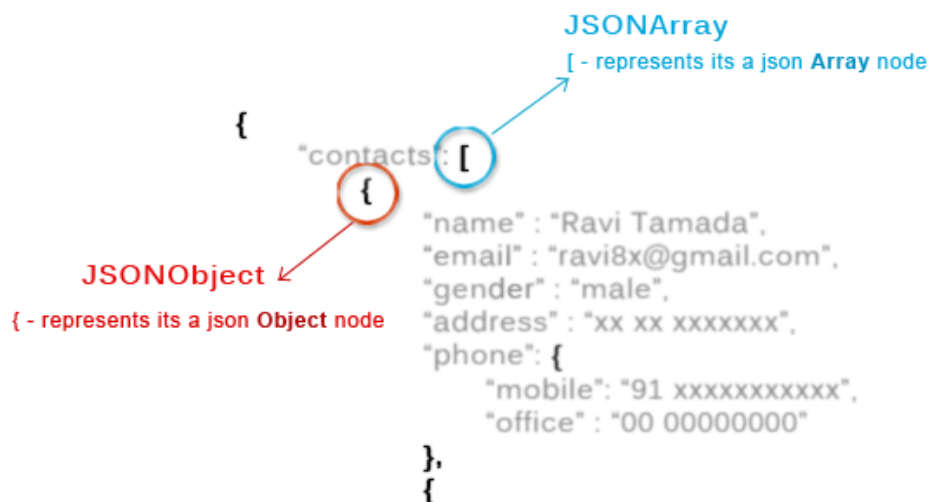 JSONArray
[ - represents its a json Array node
{
“contacts”: [
{
“name” : “Ravi Tamada”,
“email” : “ravi8x@gmail.com”,
“gender” : “male”,
“address” : “xx xx xxxxxxx”,
“phone”: {
“mobile”: “91 xxxxxxxxxxx”,
“office” : “00 00000000”
},
{
JSONObject
{ - represents its a json Object node